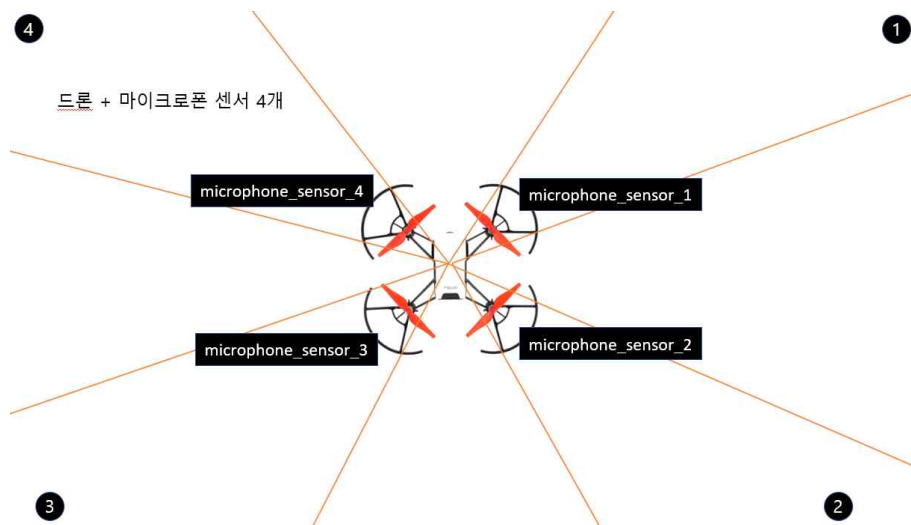 4
1
드론 + 마이크로폰 센서 4개
microphone_sensor_4
microphone_sensor_1
microphone_sensor_3
microphone_sensor_2
3
2